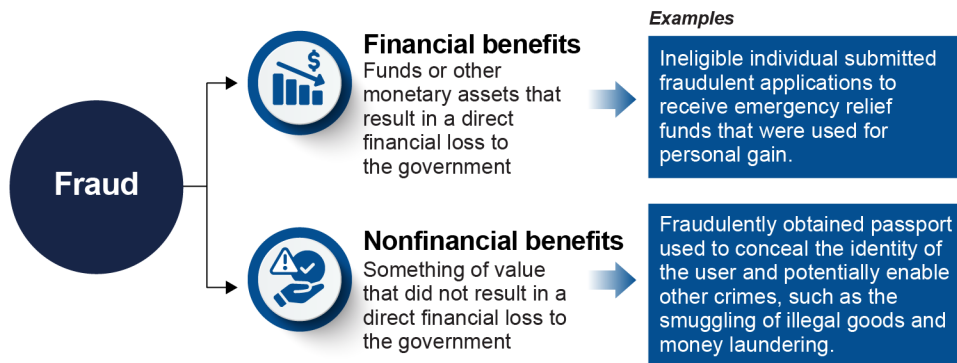 Fraud
$
Financial benefits
Funds or other
monetary assets that
result in a direct
financial loss to
the government
Examples
Ineligible individual submitted
fraudulent applications to
receive emergency relief
funds that were used for
personal gain.
Nonfinancial benefits
Something of value
that did not result in a
direct financial loss to
the government
Fraudulently obtained passport
used to conceal the identity of
the user and potentially enable
other crimes, such as the
smuggling of illegal goods and
money laundering.